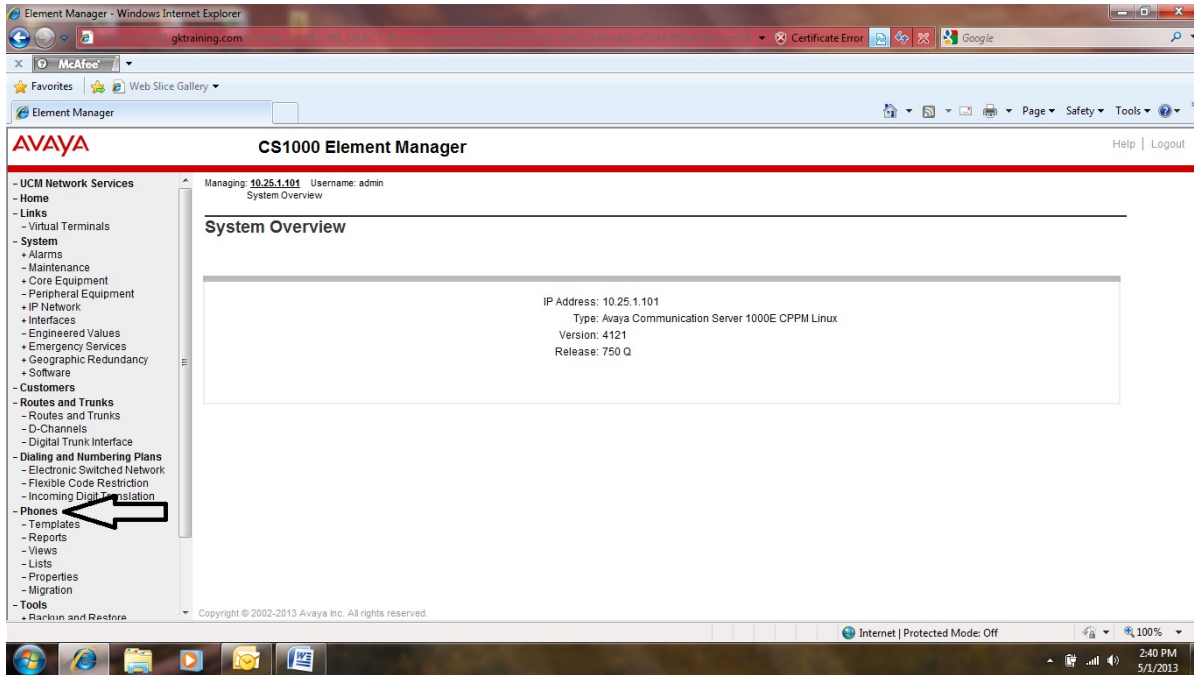 Element Manager - Windows Internet Explorer
gktraining.com
Certificate Error
Google
X McAfee
Favorites Web Slice Gallery
Element Manager
Page Safety Tools
AVAYA
CS1000 Element Manager
Help | Logout
- UCM Network Services
- Home
- Links
- Virtual Terminals
- System
+ Alarms
- Maintenance
+ Core Equipment
- Peripheral Equipment
+ IP Network
+ Interfaces
- Engineered Values
+ Emergency Services
+ Geographic Redundancy
+ Software
- Customers
- Routes and Trunks
- Routes and Trunks
- D-Channels
- Digital Trunk Interface
- Dialing and Numbering Plans
- Electronic Switched Network
- Flexible Code Restriction
- Incoming Digit Translation
- Phones
- Templates
- Reports
- Views
- Lists
- Properties
- Migration
- Tools
+ Backup and Restore
Managing: 10.25.1.101 Username: admin
System Overview
System Overview
IP Address: 10.25.1.101
Type: Avaya Communication Server 1000E CPPM Linux
Version: 4121
Release: 750 Q
Copyright © 2002-2013 Avaya Inc. All rights reserved.
Internet | Protected Mode: Off
100%
2:40 PM
5/1/2013